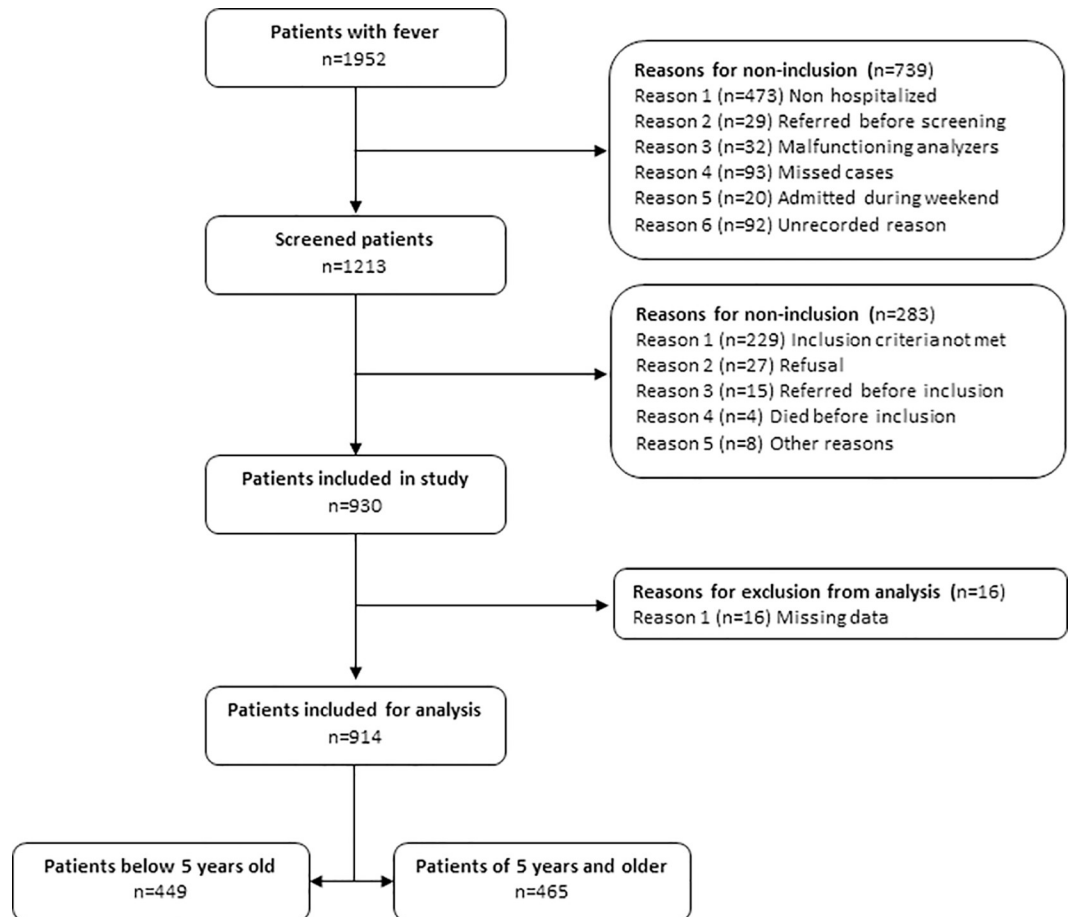 Patients with fever
n=1952
Reasons for non-inclusion (n=739)
Reason 1 (n=473) Non hospitalized
Reason 2 (n=29) Referred before screening
Reason 3 (n=32) Malfunctioning analyzers
Reason 4 (n=93) Missed cases
Reason 5 (n=20) Admitted during weekend
Reason 6 (n=92) Unrecorded reason
Screened patients
n=1213
Reasons for non-inclusion (n=283)
Reason 1 (n=229) Inclusion criteria not met
Reason 2 (n=27) Refusal
Reason 3 (n=15) Referred before inclusion
Reason 4 (n=4) Died before inclusion
Reason 5 (n=8) Other reasons
Patients included in study
n=930
Reasons for exclusion from analysis (n=16)
Reason 1 (n=16) Missing data
Patients included for analysis
n=914
Patients below 5 years old
n=449
Patients of 5 years and older
n=465